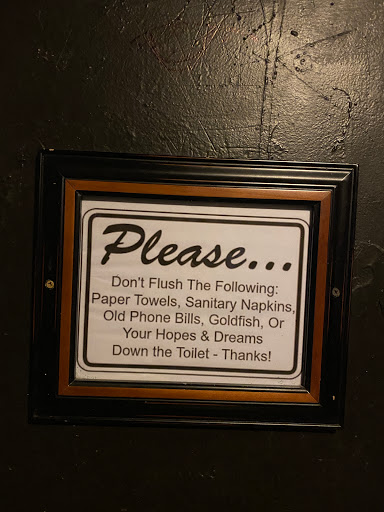 Please...
Don't Flush The Following:
Paper Towels, Sanitary Napkins,
Old Phone Bills, Goldfish, Or
Your Hopes & Dreams
Down the Toilet - Thanks!